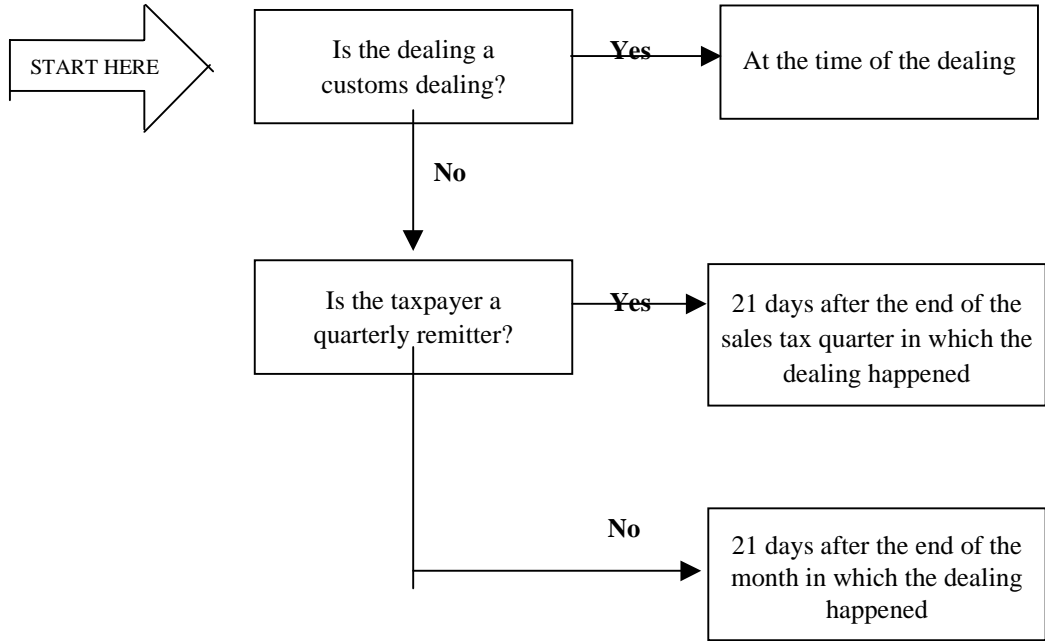 START HERE
Is the dealing a
customs dealing?
Yes
At the time of the dealing
No
Is the taxpayer a
quarterly remitter?
Yes
21 days after the end of the
sales tax quarter in which the
dealing happened
No
21 days after the end of the
month in which the dealing
happened